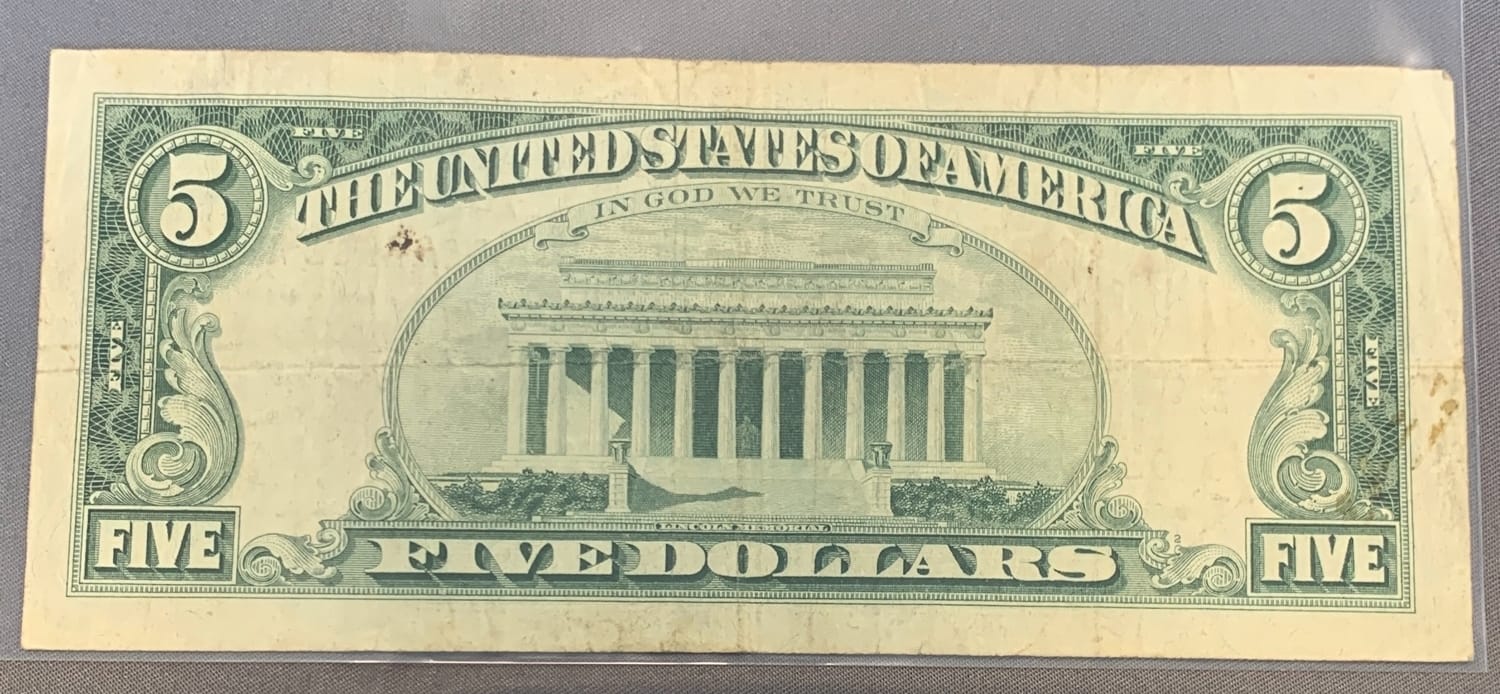 FIVE FIVE
5 THE UNITED STATES OF AMERICA 5
IN GOD WE TRUST
FIVE FIVE
LINCOLN MEMORIAL
FIVE FIVE DOLLARS 2 FIVE